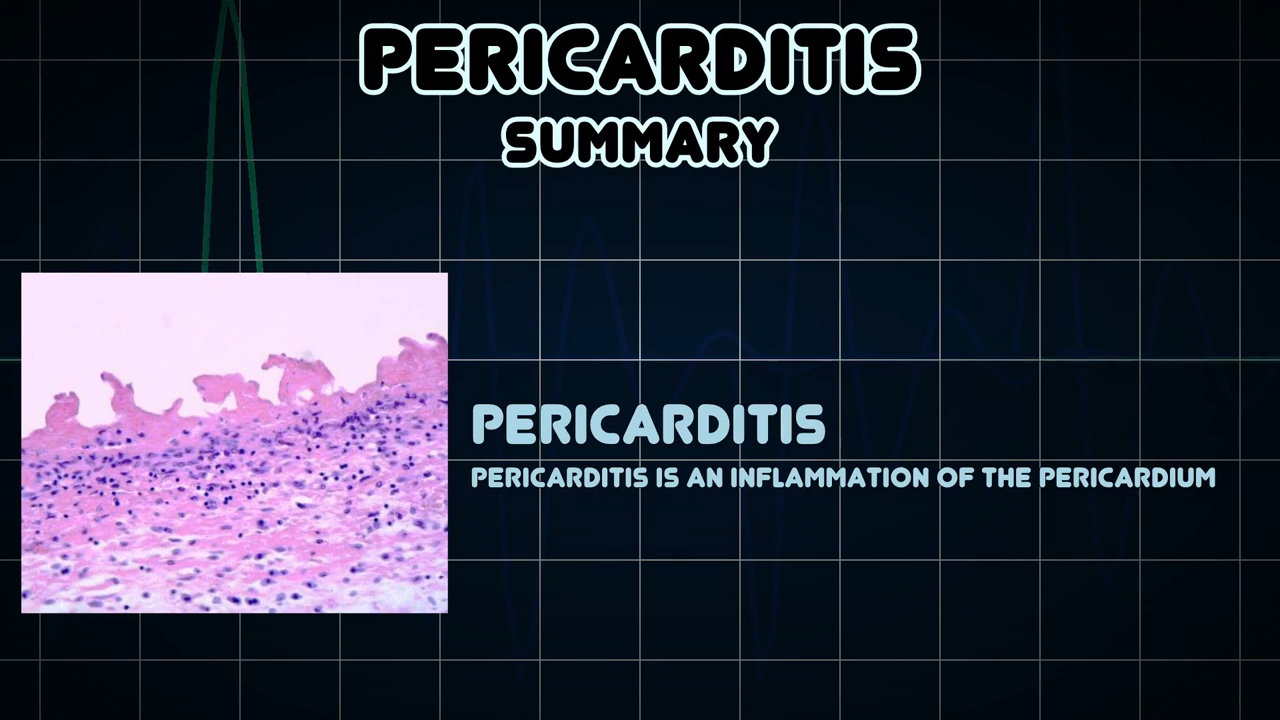 PERICARDITIS
SUMMARY
PERICARDITIS
PERICARDITIS IS AN INFLAMMATION OF THE PERICARDIUM